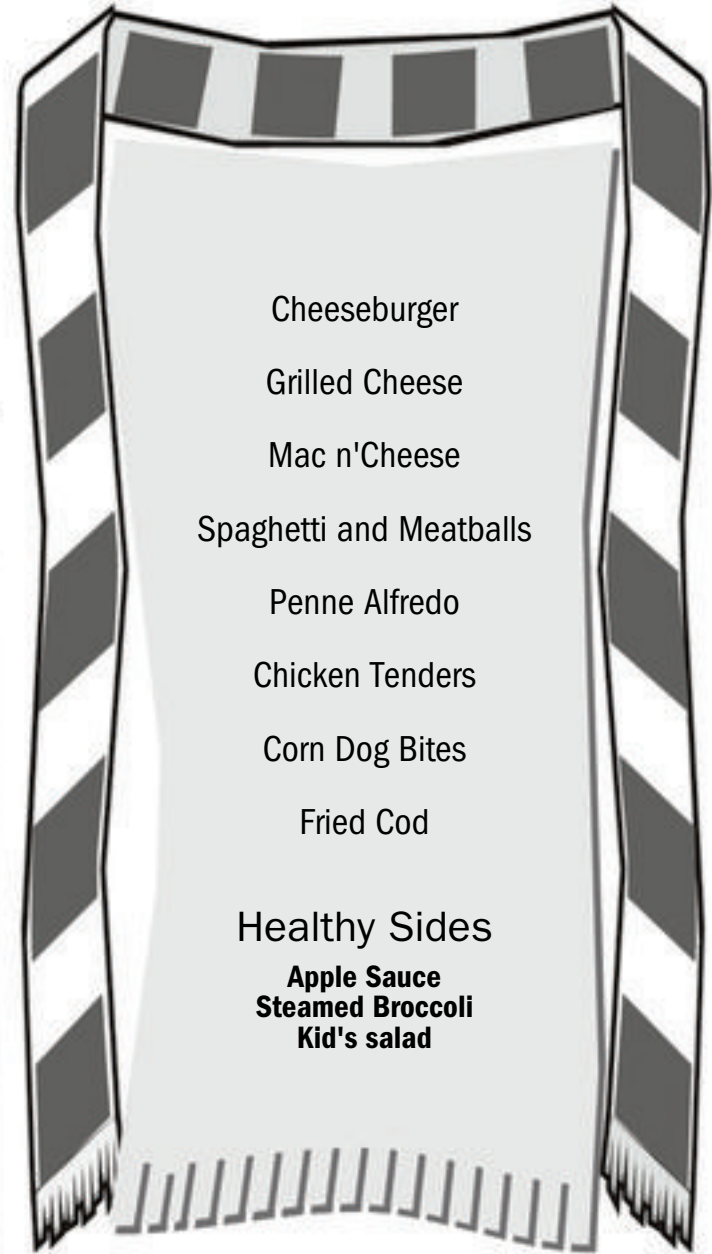 Cheeseburger
Grilled Cheese
Mac n'Cheese
Spaghetti and Meatballs
Penne Alfredo
Chicken Tenders
Corn Dog Bites
Fried Cod
Healthy Sides
Apple Sauce
Steamed Broccoli
Kid's salad